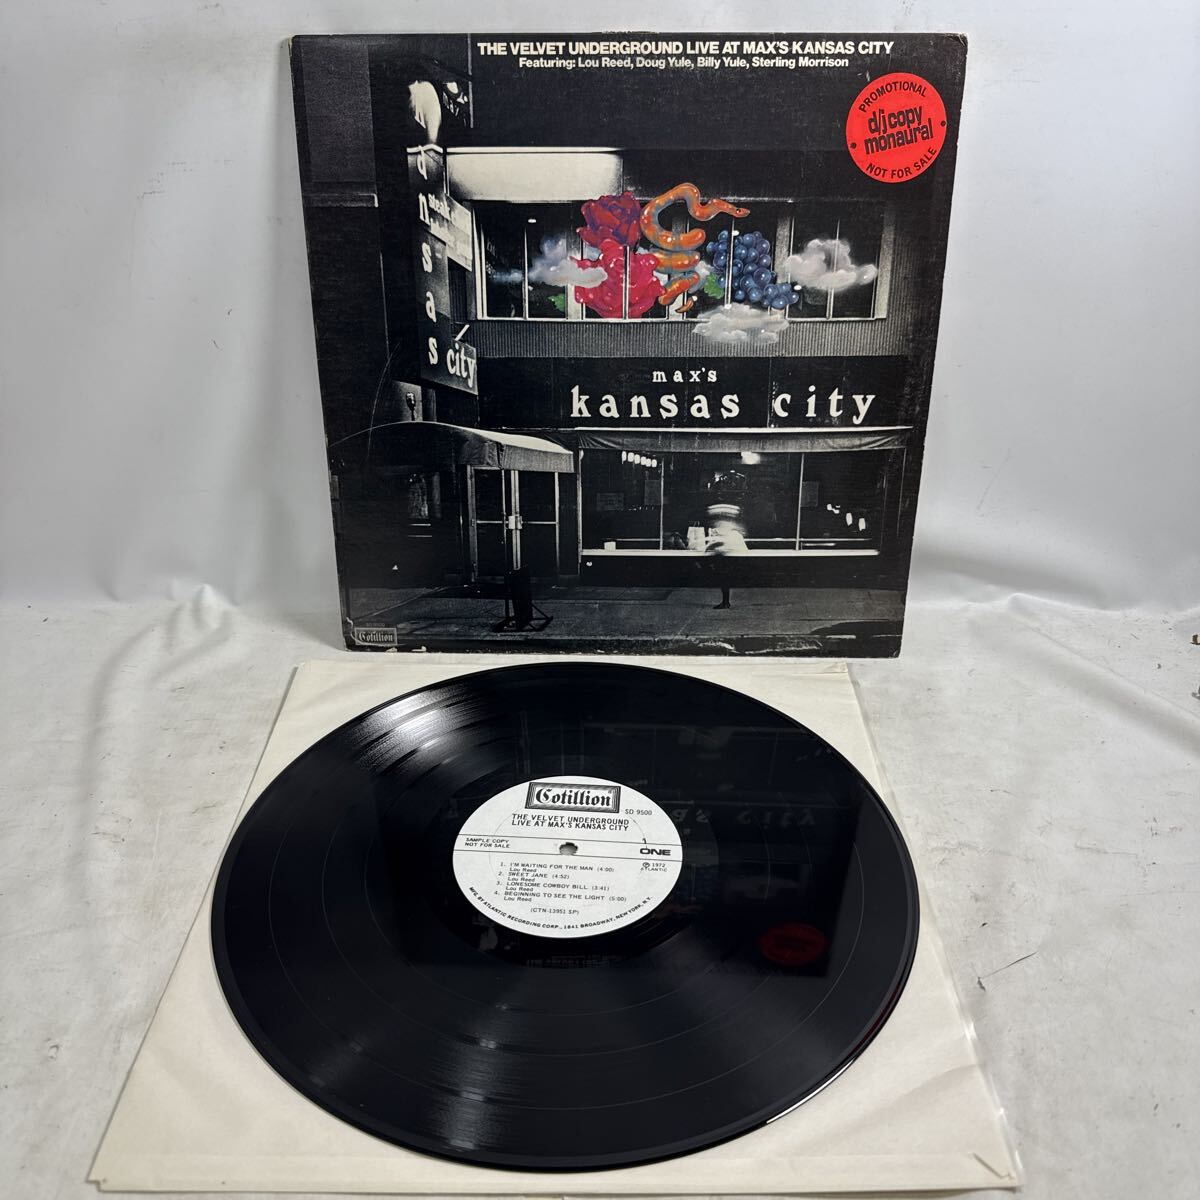 THE VELVET UNDERGROUND LIVE AT MAX'S KANSAS CITY
Featuring: Lou Reed, Doug Yule, Billy Yule, Sterling Morrison
PROMOTIONAL
d/j copy
monaural
NOT FOR SALE
kansas
steak
city
max's
kansas city
SD 9500
Cotillion
Cotillion
SD 9500
THE VELVET UNDERGROUND
LIVE AT MAX'S KANSAS CITY
SAMPLE COPY
NOT FOR SALE
ONE
1. I'M WAITING FOR THE MAN (4:00)
Lou Reed
2. SWEET JANE (4:52)
Lou Reed
3. LONESOME COWBOY BILL (3:41)
Lou Reed
4. BEGINNING TO SEE THE LIGHT (5:00)
Lou Reed
℗ 1972
ATLANTIC
(CTN-13951 SP)
MFG. BY ATLANTIC RECORDING CORP., 1841 BROADWAY, NEW YORK, N.Y.